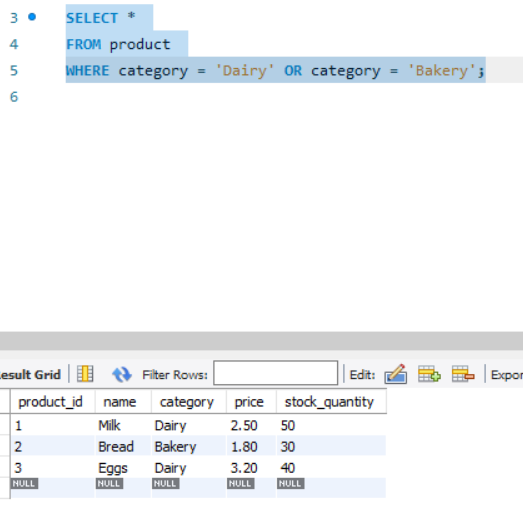 3 SELECT *
4 FROM product
5 WHERE category = 'Dairy' OR category = 'Bakery';
6
Result Grid Filter Rows: Edit: Expor
product_id name category price stock_quantity
1 Milk Dairy 2.50 50
2 Bread Bakery 1.80 30
3 Eggs Dairy 3.20 40
NULL NULL NULL NULL NULL